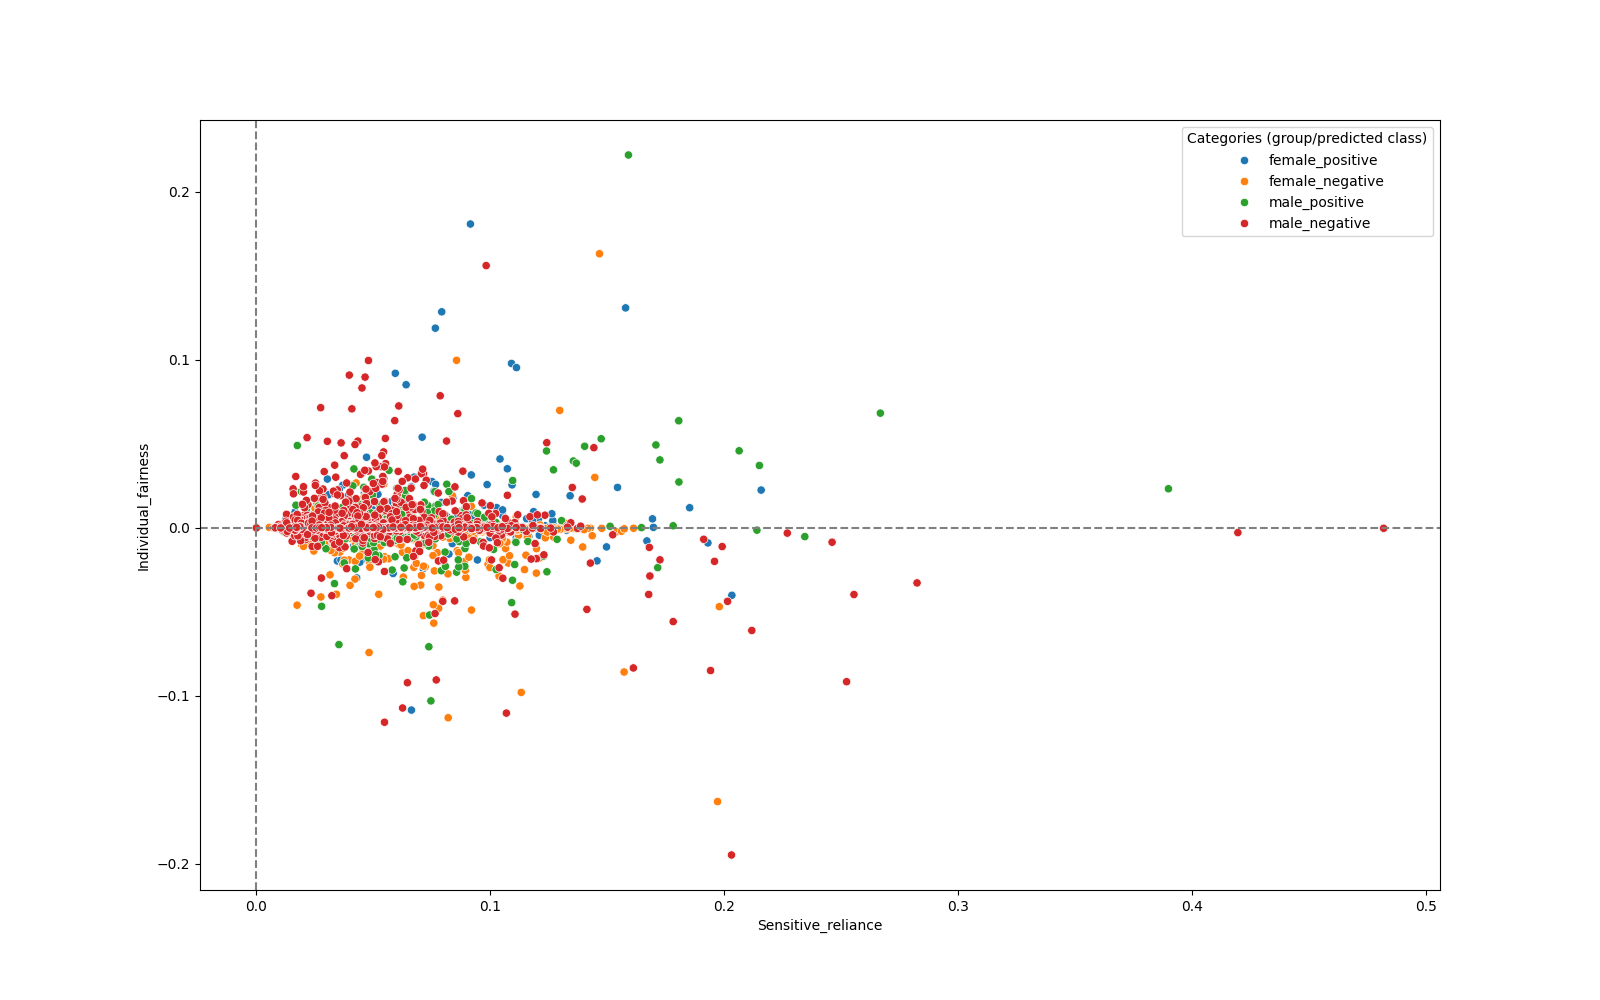 Categories (group/predicted class)
female_positive
female_negative
male_positive
male_negative
0.2
0.1
0.0
−0.1
−0.2
Individual_fairness
0.0 0.1 0.2 0.3 0.4 0.5
Sensitive_reliance